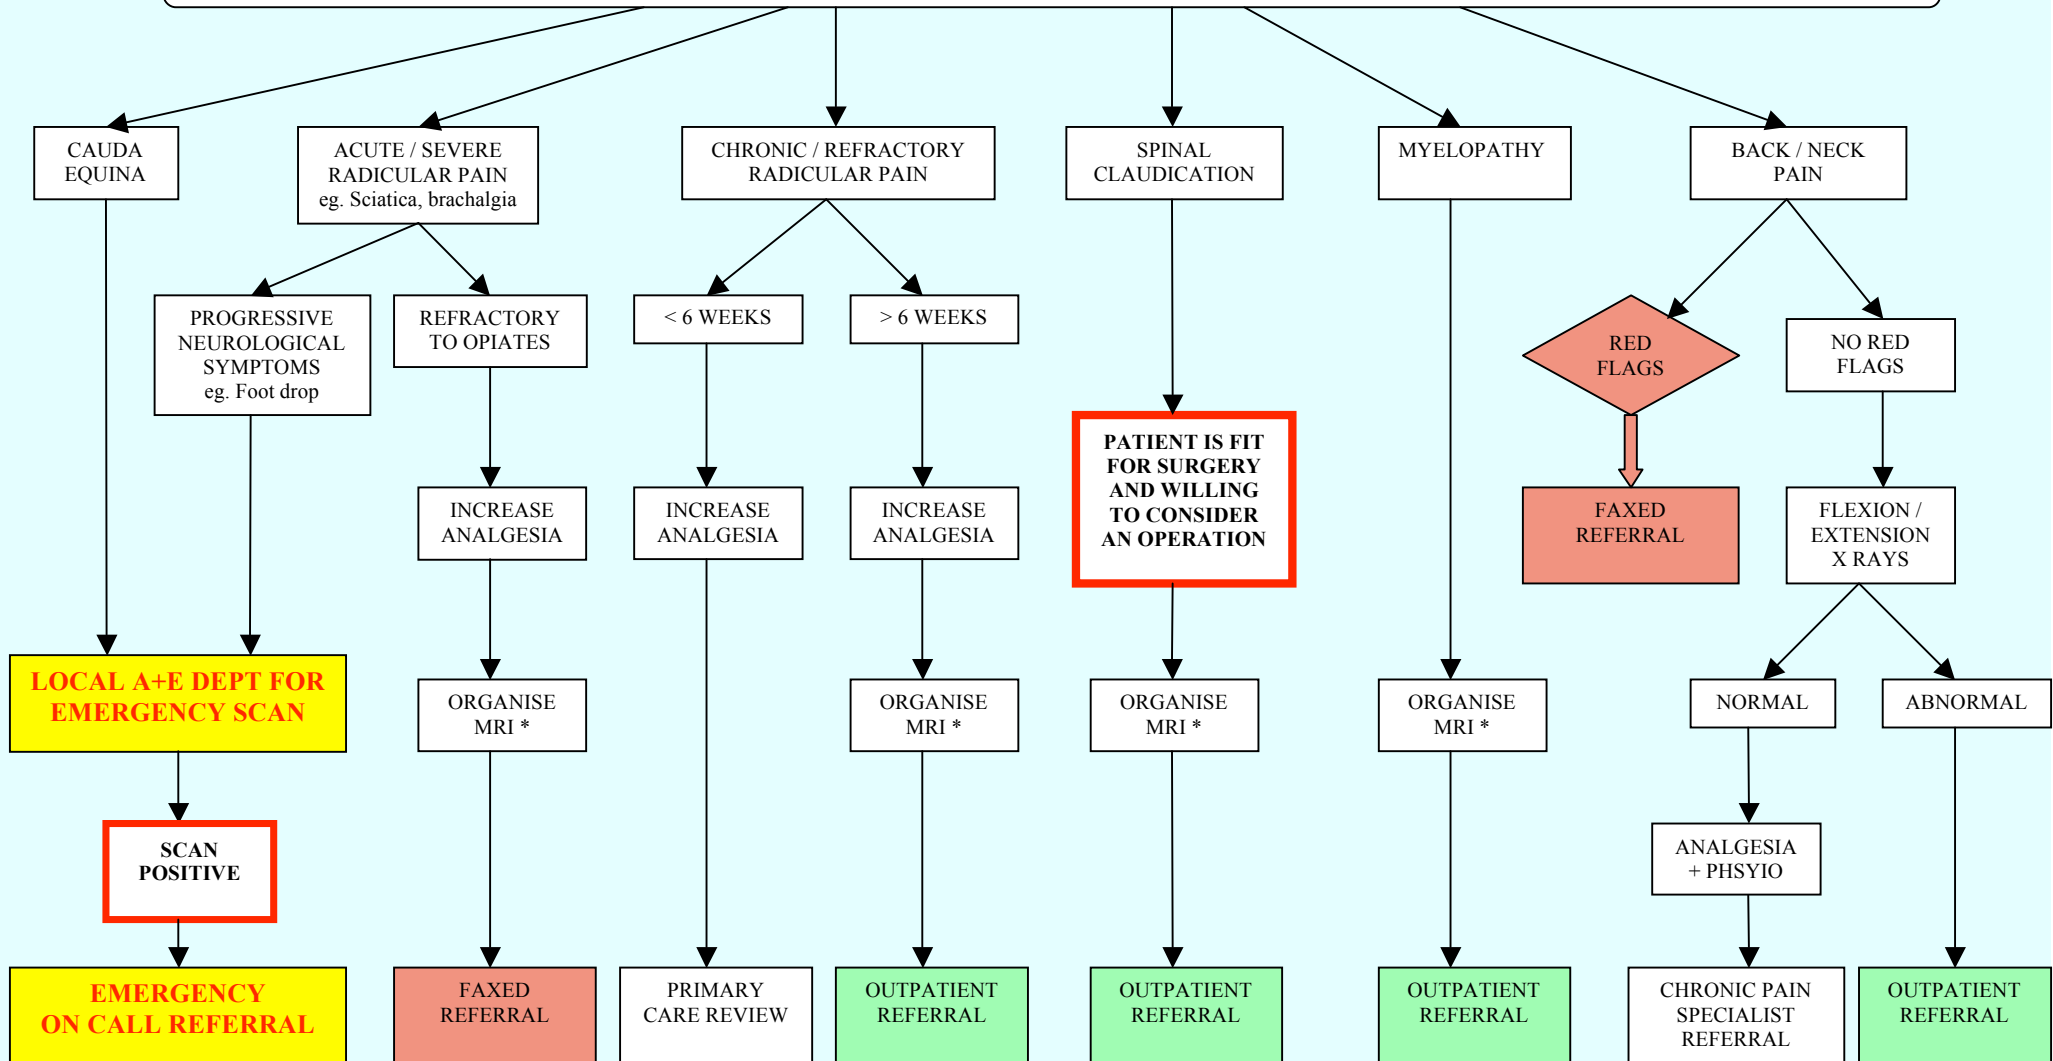 CAUDA
EQUINA
ACUTE / SEVERE
RADICULAR PAIN
eg. Sciatica, brachalgia
CHRONIC / REFRACTORY
RADICULAR PAIN
SPINAL
CLAUDICATION
MYELOPATHY
BACK / NECK
PAIN
PROGRESSIVE
NEUROLOGICAL
SYMPTOMS
eg. Foot drop
REFRACTORY
TO OPIATES
< 6 WEEKS
> 6 WEEKS
RED
FLAGS
NO RED
FLAGS
PATIENT IS FIT
FOR SURGERY
AND WILLING
TO CONSIDER
AN OPERATION
INCREASE
ANALGESIA
INCREASE
ANALGESIA
INCREASE
ANALGESIA
FAXED
REFERRAL
FLEXION /
EXTENSION
X RAYS
LOCAL A+E DEPT FOR
EMERGENCY SCAN
ORGANISE
MRI *
ORGANISE
MRI *
ORGANISE
MRI *
ORGANISE
MRI *
NORMAL
ABNORMAL
SCAN
POSITIVE
ANALGESIA
+ PHSYIO
EMERGENCY
ON CALL REFERRAL
FAXED
REFERRAL
PRIMARY
CARE REVIEW
OUTPATIENT
REFERRAL
OUTPATIENT
REFERRAL
OUTPATIENT
REFERRAL
CHRONIC PAIN
SPECIALIST
REFERRAL
OUTPATIENT
REFERRAL